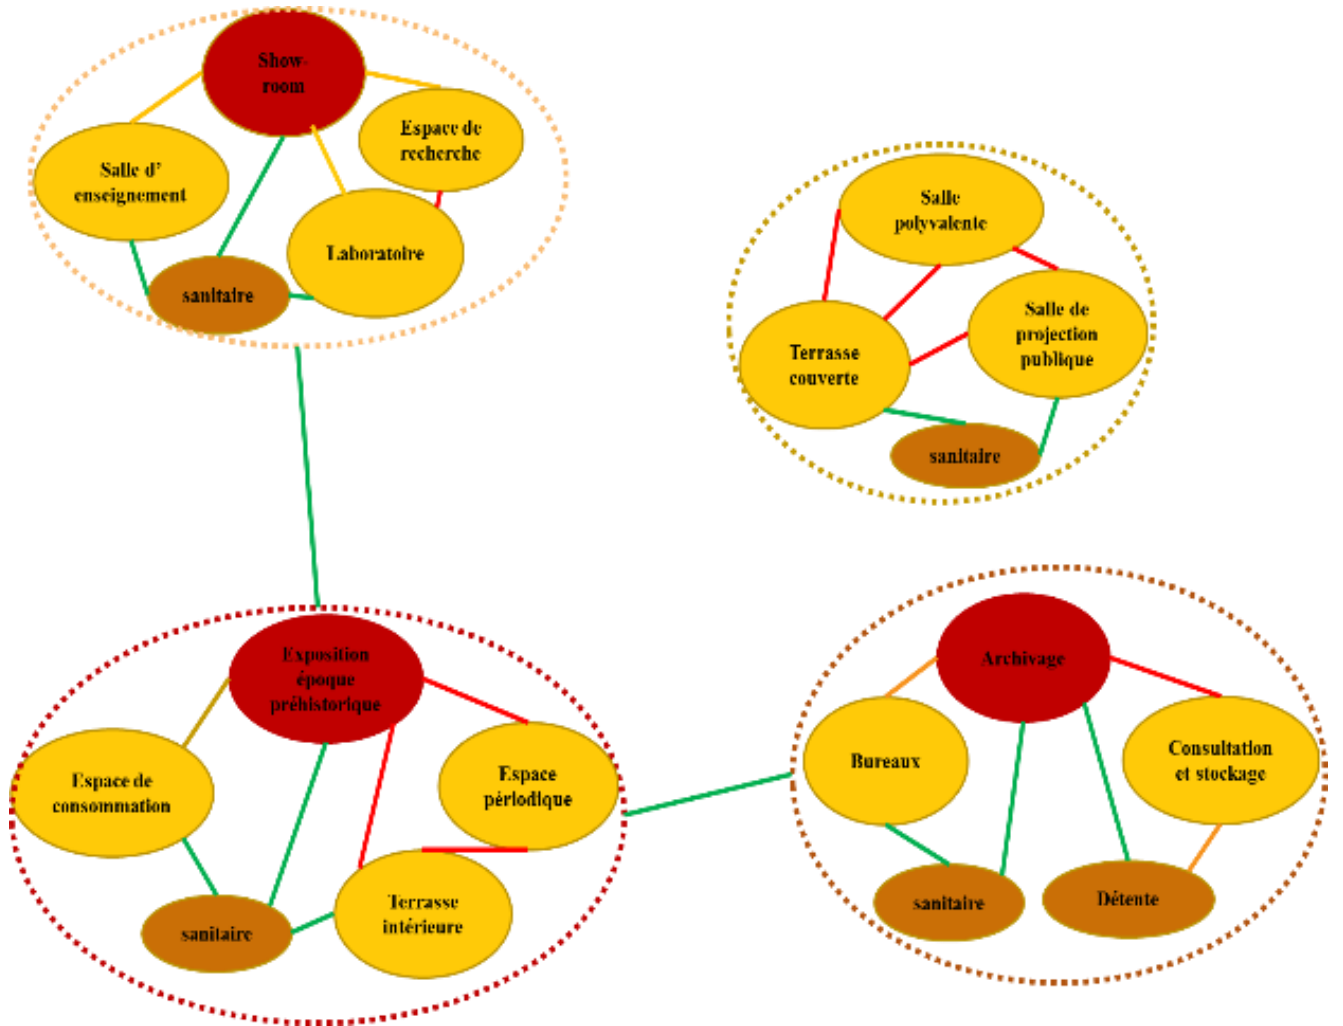 Show-
room
Espace de
recherche
Salle d'
enseignement
Laboratoire
sanitaire
Salle
polyvalente
Salle de
projection
publique
Terrasse
couverte
sanitaire
Exposition
époque
préhistorique
Espace de
consommation
Espace
périodique
Terrasse
intérieure
sanitaire
Archivage
Bureaux
Consultation
et stockage
sanitaire
Détente